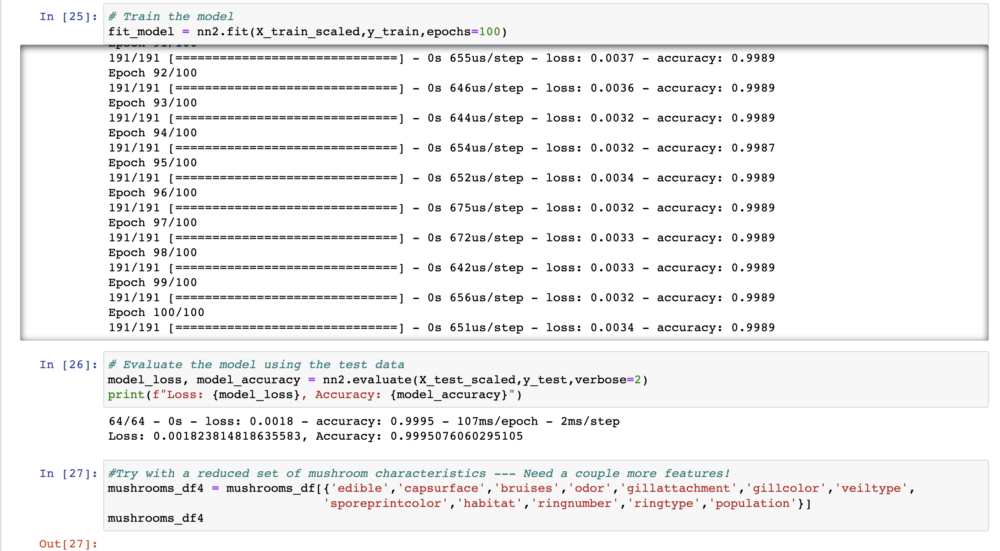 In [25]: # Train the model
fit_model = nn2.fit(X_train_scaled,y_train,epochs=100)
Epoch 91/100
191/191 [==============================] - 0s 655us/step - loss: 0.0037 - accuracy: 0.9989
Epoch 92/100
191/191 [==============================] - 0s 646us/step - loss: 0.0036 - accuracy: 0.9989
Epoch 93/100
191/191 [==============================] - 0s 644us/step - loss: 0.0032 - accuracy: 0.9989
Epoch 94/100
191/191 [==============================] - 0s 654us/step - loss: 0.0032 - accuracy: 0.9987
Epoch 95/100
191/191 [==============================] - 0s 652us/step - loss: 0.0034 - accuracy: 0.9989
Epoch 96/100
191/191 [==============================] - 0s 675us/step - loss: 0.0032 - accuracy: 0.9989
Epoch 97/100
191/191 [==============================] - 0s 672us/step - loss: 0.0033 - accuracy: 0.9989
Epoch 98/100
191/191 [==============================] - 0s 642us/step - loss: 0.0033 - accuracy: 0.9989
Epoch 99/100
191/191 [==============================] - 0s 656us/step - loss: 0.0032 - accuracy: 0.9989
Epoch 100/100
191/191 [==============================] - 0s 651us/step - loss: 0.0034 - accuracy: 0.9989
In [26]: # Evaluate the model using the test data
model_loss, model_accuracy = nn2.evaluate(X_test_scaled,y_test,verbose=2)
print(f"Loss: {model_loss}, Accuracy: {model_accuracy}")
64/64 - 0s - loss: 0.0018 - accuracy: 0.9995 - 107ms/epoch - 2ms/step
Loss: 0.001823814818635583, Accuracy: 0.9995076060295105
In [27]: #Try with a reduced set of mushroom characteristics --- Need a couple more features!
mushrooms_df4 = mushrooms_df[{'edible','capsurface','bruises','odor','gillattachment','gillcolor','veiltype',
'sporeprintcolor','habitat','ringnumber','ringtype','population'}]
mushrooms_df4
Out[27]: